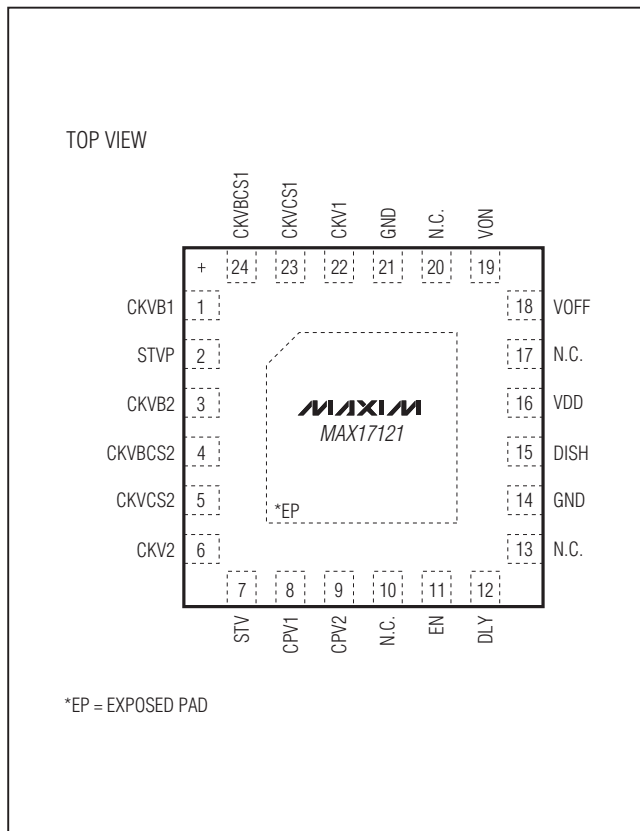 TOP VIEW
CKVBCS1
CKVCS1
CKV1
GND
N.C.
VON
+ 24 23 22 21 20 19
CKVB1 1
STVP 2
CKVB2 3
CKVBCS2 4
CKVCS2 5
CKV2 6
18 VOFF
17 N.C.
16 VDD
15 DISH
14 GND
13 N.C.
MAXIM
MAX17121
*EP
7 8 9 10 11 12
STV
CPV1
CPV2
N.C.
EN
DLY
*EP = EXPOSED PAD